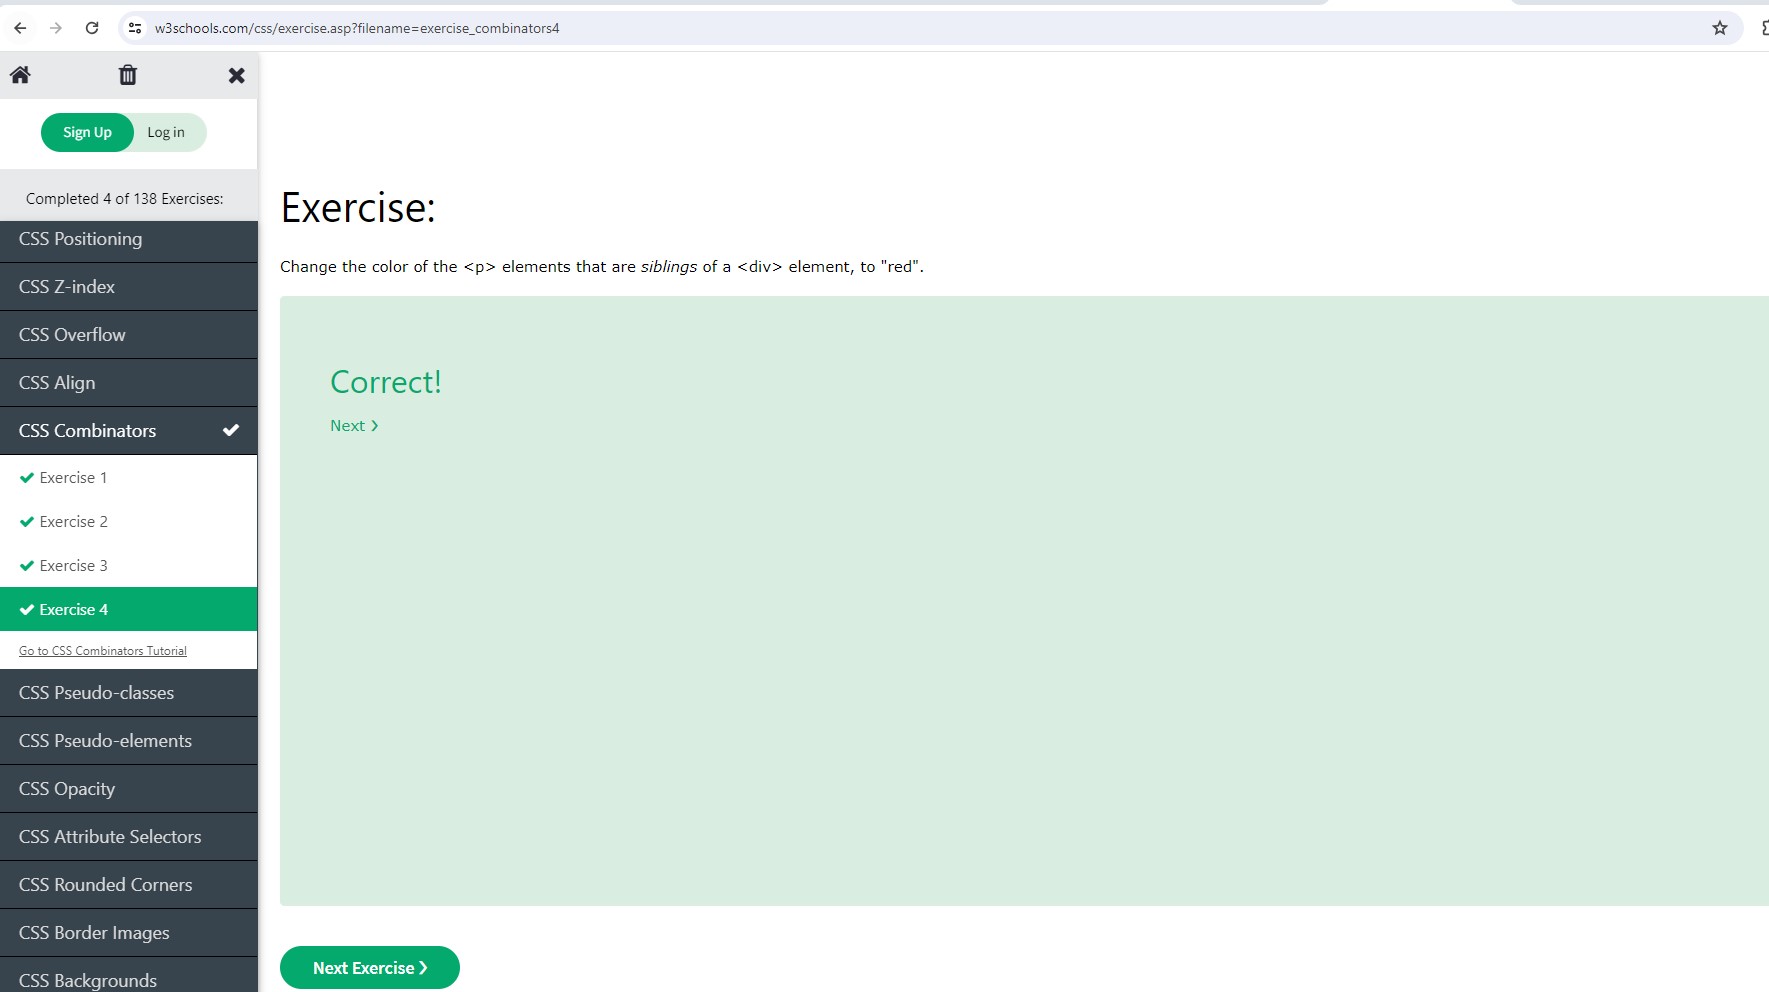 w3schools.com/css/exercise.asp?filename=exercise_combinators4
Sign Up Log in
Completed 4 of 138 Exercises:
CSS Positioning
CSS Z-index
CSS Overflow
CSS Align
CSS Combinators
Exercise 1
Exercise 2
Exercise 3
Exercise 4
Go to CSS Combinators Tutorial
CSS Pseudo-classes
CSS Pseudo-elements
CSS Opacity
CSS Attribute Selectors
CSS Rounded Corners
CSS Border Images
CSS Backgrounds
Exercise:
Change the color of the <p> elements that are siblings of a <div> element, to "red".
Correct!
Next ❯
Next Exercise ❯